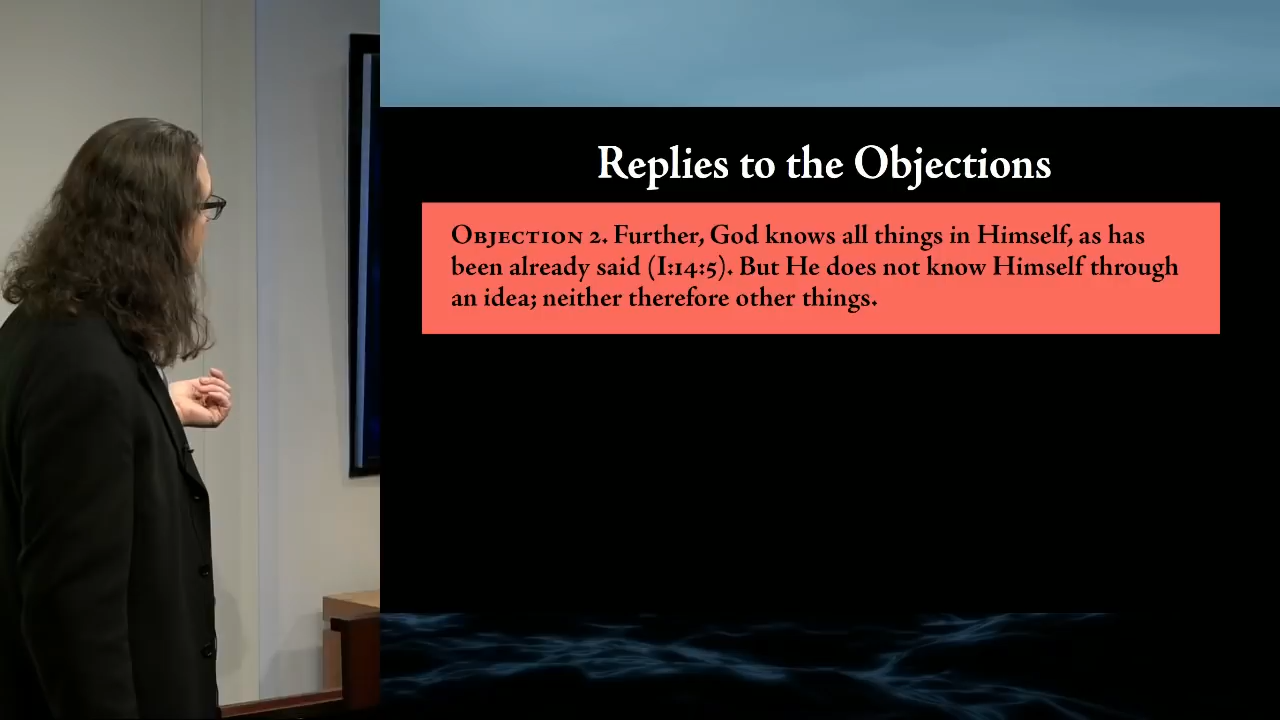 Replies to the Objections
Objection 2. Further, God knows all things in Himself, as has
been already said (I:14:5). But He does not know Himself through
an idea; neither therefore other things.